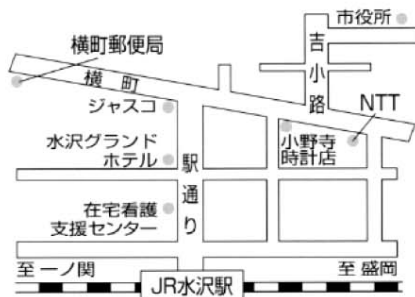 市役所
横町郵便局
吉小路
横町
NTT
ジャスコ
小野寺
時計店
水沢グランド
ホテル
駅通り
在宅看護
支援センター
至 一ノ関
至 盛岡
JR水沢駅